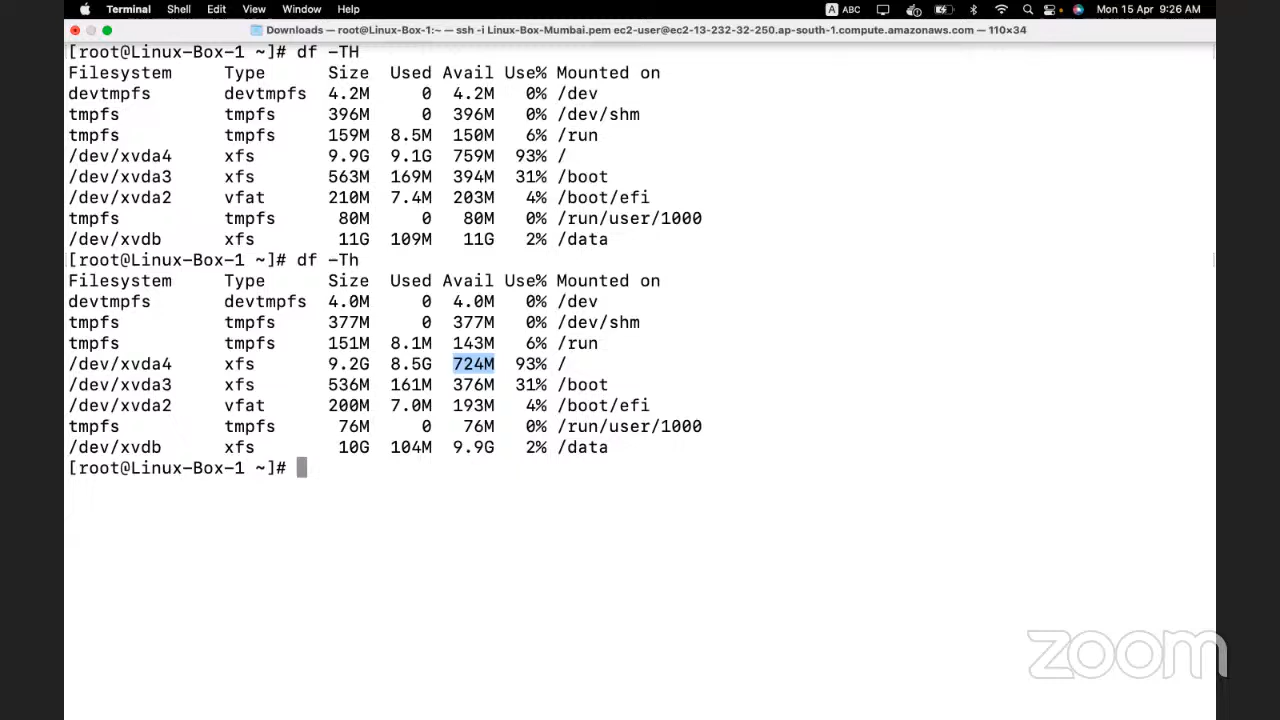 Terminal Shell Edit View Window Help A ABC Mon 15 Apr 9:26 AM
Downloads — root@Linux-Box-1:~ — ssh -i Linux-Box-Mumbai.pem ec2-user@ec2-13-232-32-250.ap-south-1.compute.amazonaws.com — 110×34
[root@Linux-Box-1 ~]# df -TH
Filesystem Type Size Used Avail Use% Mounted on
devtmpfs devtmpfs 4.2M 0 4.2M 0% /dev
tmpfs tmpfs 396M 0 396M 0% /dev/shm
tmpfs tmpfs 159M 8.5M 150M 6% /run
/dev/xvda4 xfs 9.9G 9.1G 759M 93% /
/dev/xvda3 xfs 563M 169M 394M 31% /boot
/dev/xvda2 vfat 210M 7.4M 203M 4% /boot/efi
tmpfs tmpfs 80M 0 80M 0% /run/user/1000
/dev/xvdb xfs 11G 109M 11G 2% /data
[root@Linux-Box-1 ~]# df -Th
Filesystem Type Size Used Avail Use% Mounted on
devtmpfs devtmpfs 4.0M 0 4.0M 0% /dev
tmpfs tmpfs 377M 0 377M 0% /dev/shm
tmpfs tmpfs 151M 8.1M 143M 6% /run
/dev/xvda4 xfs 9.2G 8.5G 724M 93% /
/dev/xvda3 xfs 536M 161M 376M 31% /boot
/dev/xvda2 vfat 200M 7.0M 193M 4% /boot/efi
tmpfs tmpfs 76M 0 76M 0% /run/user/1000
/dev/xvdb xfs 10G 104M 9.9G 2% /data
[root@Linux-Box-1 ~]#
zoom